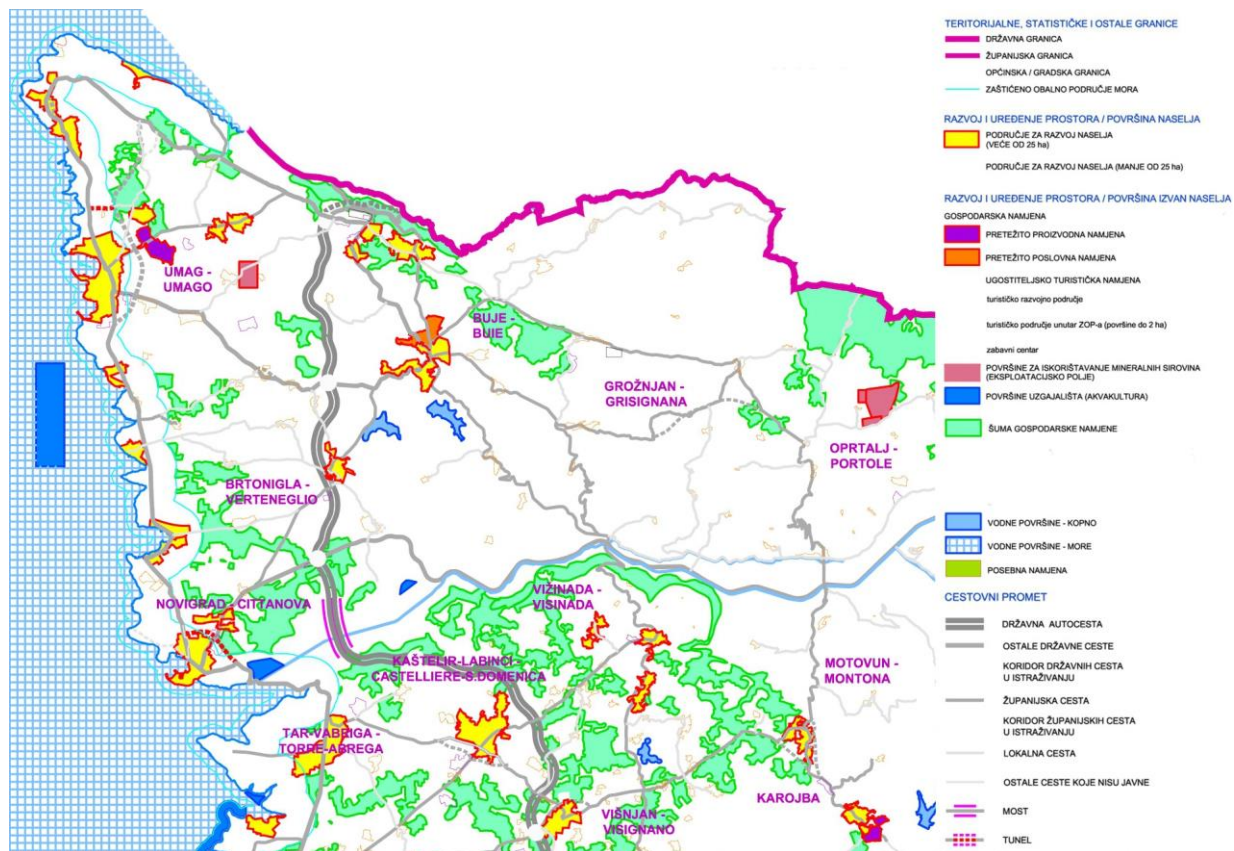 UMAG -
UMAGO
BUJE -
BUIE
GROŽNJAN -
GRISIGNANA
OPRTALJ -
PORTOLE
BRTONIGLA -
VERTENEGLIO
NOVIGRAD - CITTANOVA
VIŽINADA -
VISINADA
KAŠTELIR-LABINCI -
CASTELLIERE-S.DOMENICA
MOTOVUN -
MONTONA
TAR-VABRIGA -
TORRE-ABREGA
KAROJBA
VIŠNJAN -
VISIGNANO
TERITORIJALNE, STATISTIČKE I OSTALE GRANICE
DRŽAVNA GRANICA
ŽUPANIJSKA GRANICA
OPĆINSKA / GRADSKA GRANICA
ZAŠTIĆENO OBALNO PODRUČJE MORA
RAZVOJ I UREĐENJE PROSTORA / POVRŠINA NASELJA
PODRUČJE ZA RAZVOJ NASELJA
(VEĆE OD 25 ha)
PODRUČJE ZA RAZVOJ NASELJA (MANJE OD 25 ha)
RAZVOJ I UREĐENJE PROSTORA / POVRŠINA IZVAN NASELJA
GOSPODARSKA NAMJENA
PRETEŽITO PROIZVODNA NAMJENA
PRETEŽITO POSLOVNA NAMJENA
UGOSTITELJSKO TURISTIČKA NAMJENA
turističko razvojno područje
turističko područje unutar ZOP-a (površine do 2 ha)
zabavni centar
POVRŠINE ZA ISKORIŠTAVANJE MINERALNIH SIROVINA
(EKSPLOATACIJSKO POLJE)
POVRŠINE UZGAJALIŠTA (AKVAKULTURA)
ŠUMA GOSPODARSKE NAMJENE
VODNE POVRŠINE - KOPNO
VODNE POVRŠINE - MORE
POSEBNA NAMJENA
CESTOVNI PROMET
DRŽAVNA AUTOCESTA
OSTALE DRŽAVNE CESTE
KORIDOR DRŽAVNIH CESTA
U ISTRAŽIVANJU
ŽUPANIJSKA CESTA
KORIDOR ŽUPANIJSKIH CESTA
U ISTRAŽIVANJU
LOKALNA CESTA
OSTALE CESTE KOJE NISU JAVNE
MOST
TUNEL